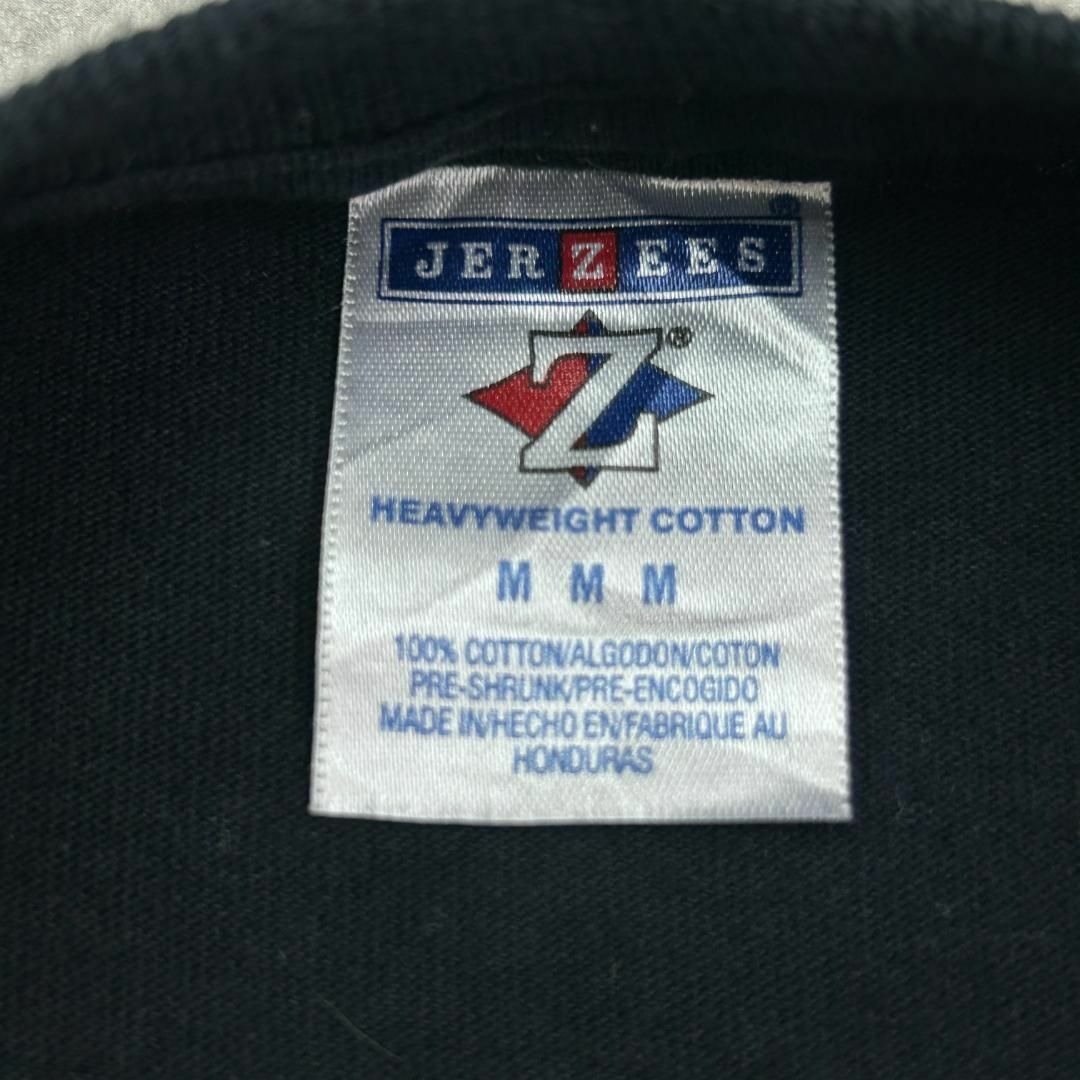 JERZEES
Z®
HEAVYWEIGHT COTTON
M M M
100% COTTON/ALGODON/COTON
PRE-SHRUNK/PRE-ENCOGIDO
MADE IN/HECHO EN/FABRIQUE AU
HONDURAS